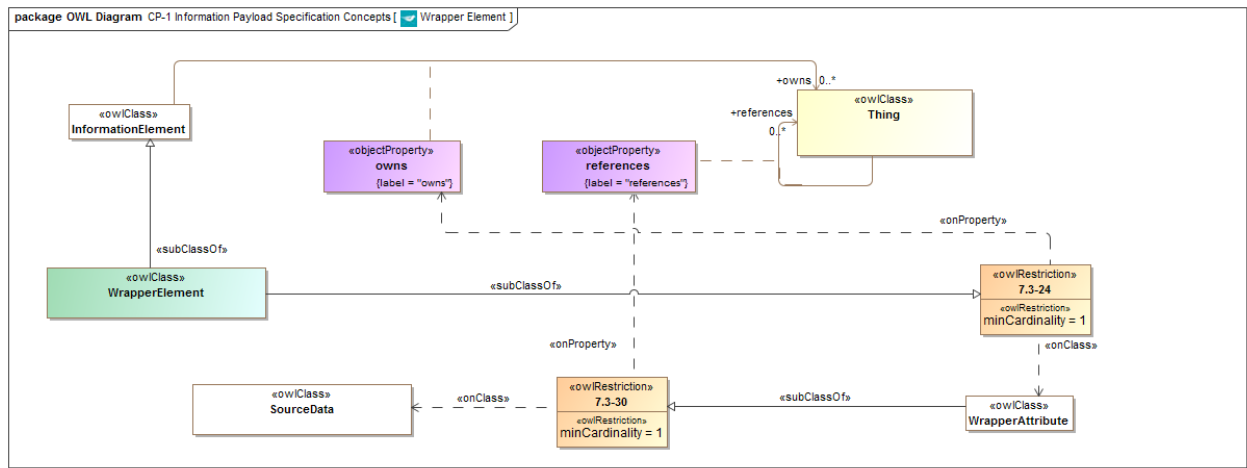 package OWL Diagram CP-1 Information Payload Specification Concepts [ Wrapper Element ]
+owns 0..*
«owlClass»
Thing
+references
0..*
«owlClass»
InformationElement
«objectProperty»
owns
{label = "owns"}
«objectProperty»
references
{label = "references"}
«onProperty»
«subClassOf»
«owlClass»
WrapperElement
«subClassOf»
«owlRestriction»
7.3-24
«owlRestriction»
minCardinality = 1
«onProperty»
«onClass»
«owlClass»
SourceData
«onClass»
«owlRestriction»
7.3-30
«owlRestriction»
minCardinality = 1
«subClassOf»
«owlClass»
WrapperAttribute